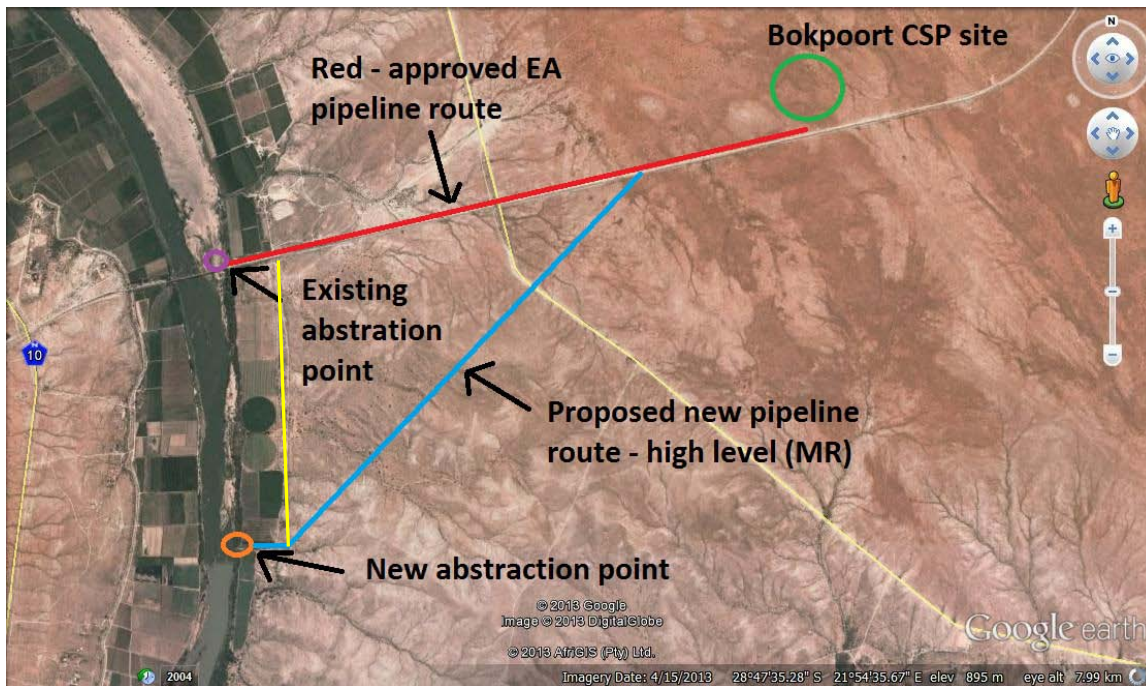 Bokpoort CSP site
Red - approved EA
pipeline route
N
Existing
abstration
point
10
Proposed new pipeline
route - high level (MR)
New abstraction point
© 2013 Google
Image © 2013 DigitalGlobe
© 2013 AfriGIS (Pty) Ltd.
Google earth
2004
Imagery Date: 4/15/2013 28°47'35.28" S 21°54'35.67" E elev 895 m eye alt 7.99 km